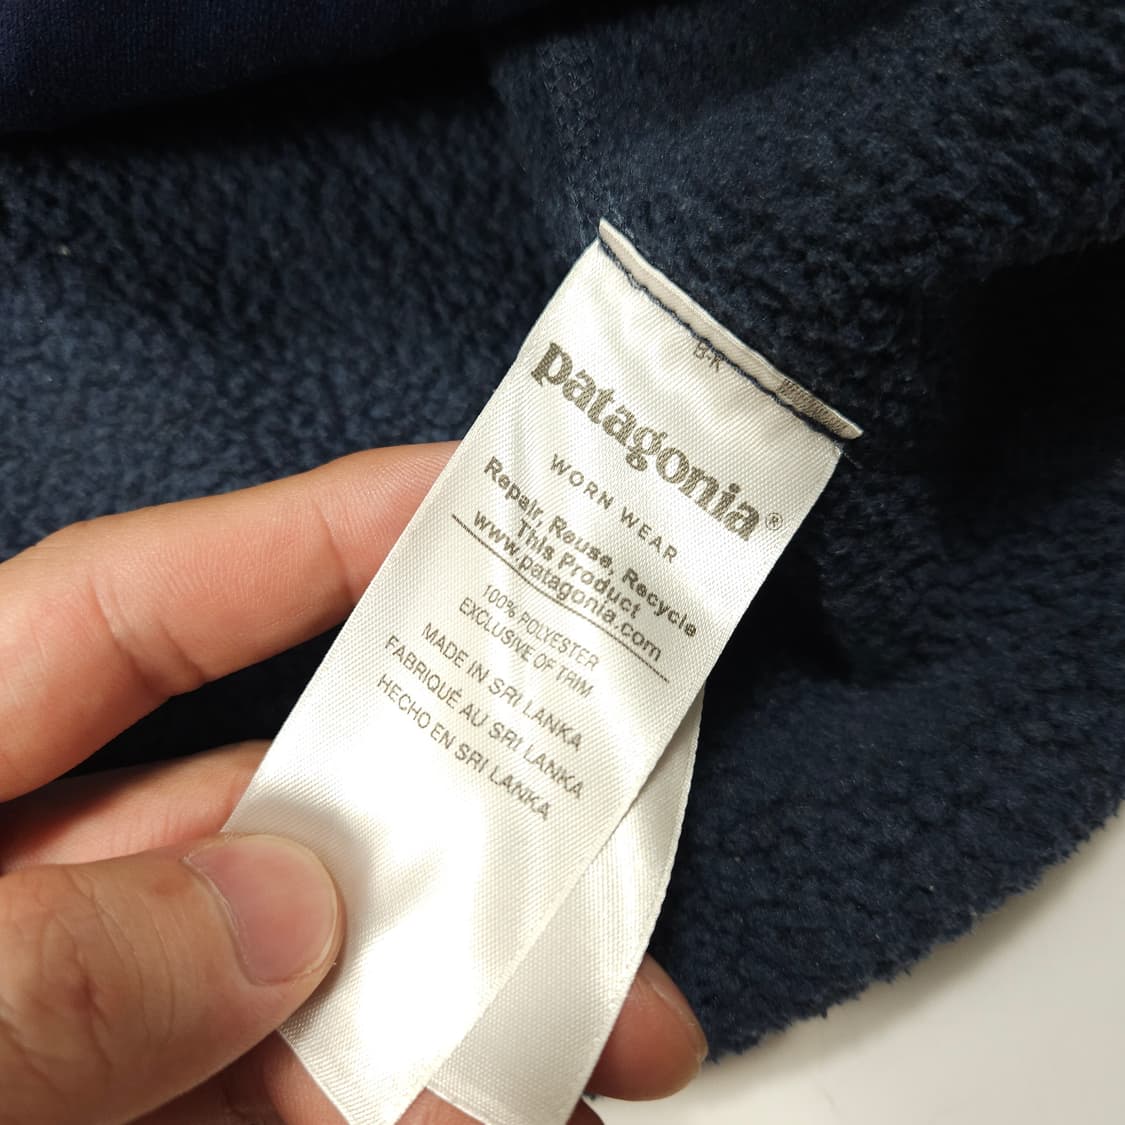 B-K
patagonia®
WORN WEAR
Repair, Reuse, Recycle
This Product
www.patagonia.com
100% POLYESTER
EXCLUSIVE OF TRIM
MADE IN SRI LANKA
FABRIQUÉ AU SRI LANKA
HECHO EN SRI LANKA